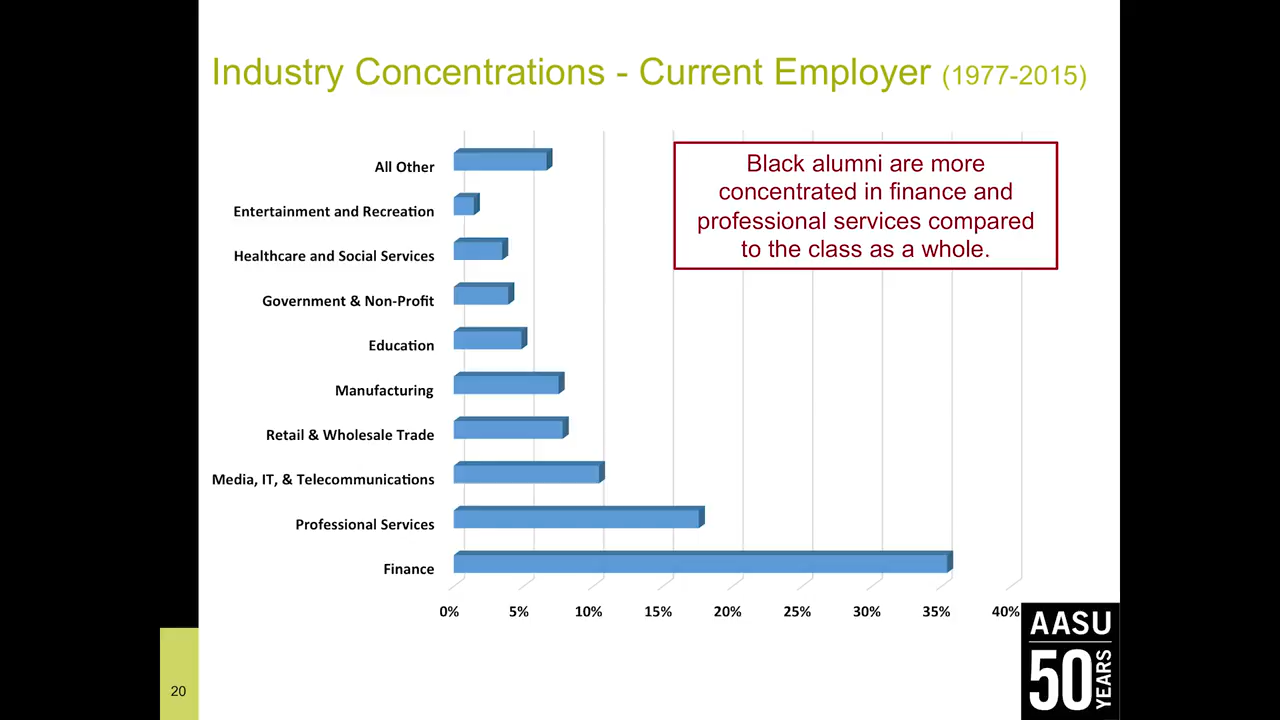 Industry Concentrations - Current Employer (1977-2015)
Black alumni are more
concentrated in finance and
professional services compared
to the class as a whole.
All Other
Entertainment and Recreation
Healthcare and Social Services
Government & Non-Profit
Education
Manufacturing
Retail & Wholesale Trade
Media, IT, & Telecommunications
Professional Services
Finance
0% 5% 10% 15% 20% 25% 30% 35% 40%
AASU
50 YEARS
20